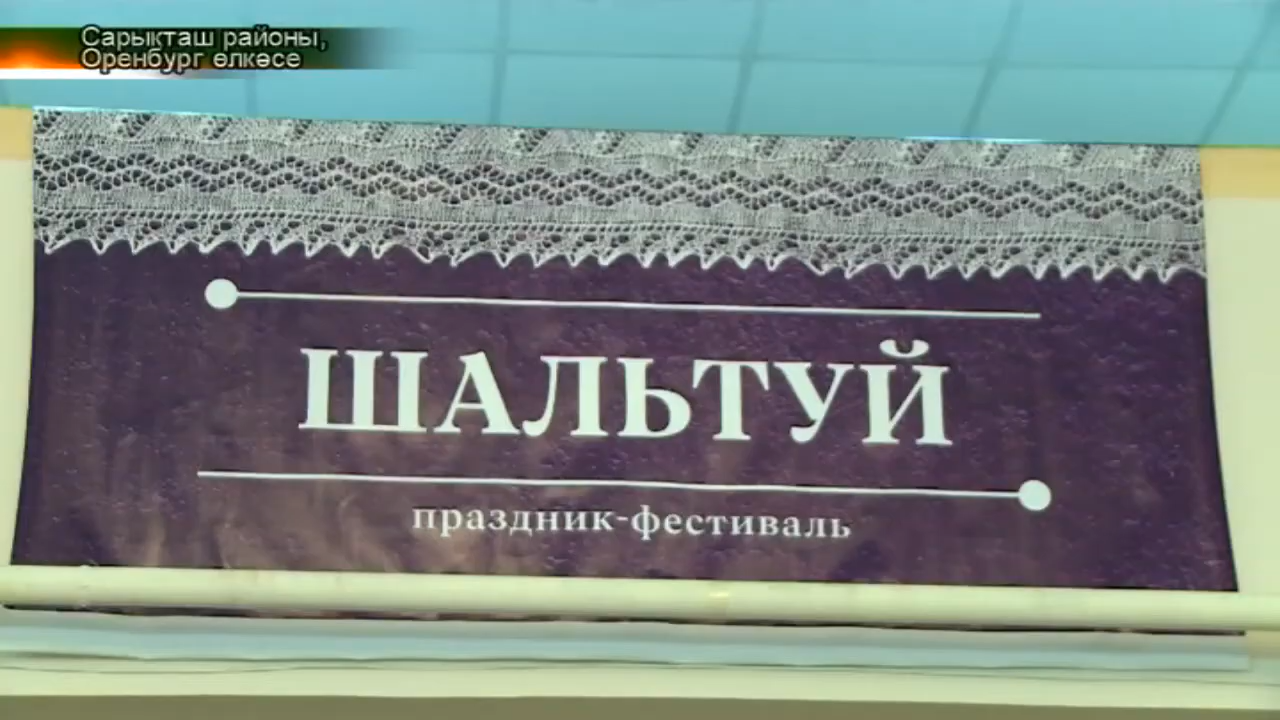 Сарыкташ районы,
Оренбург өлкәсе
ШАЛЬТУЙ
праздник-фестиваль